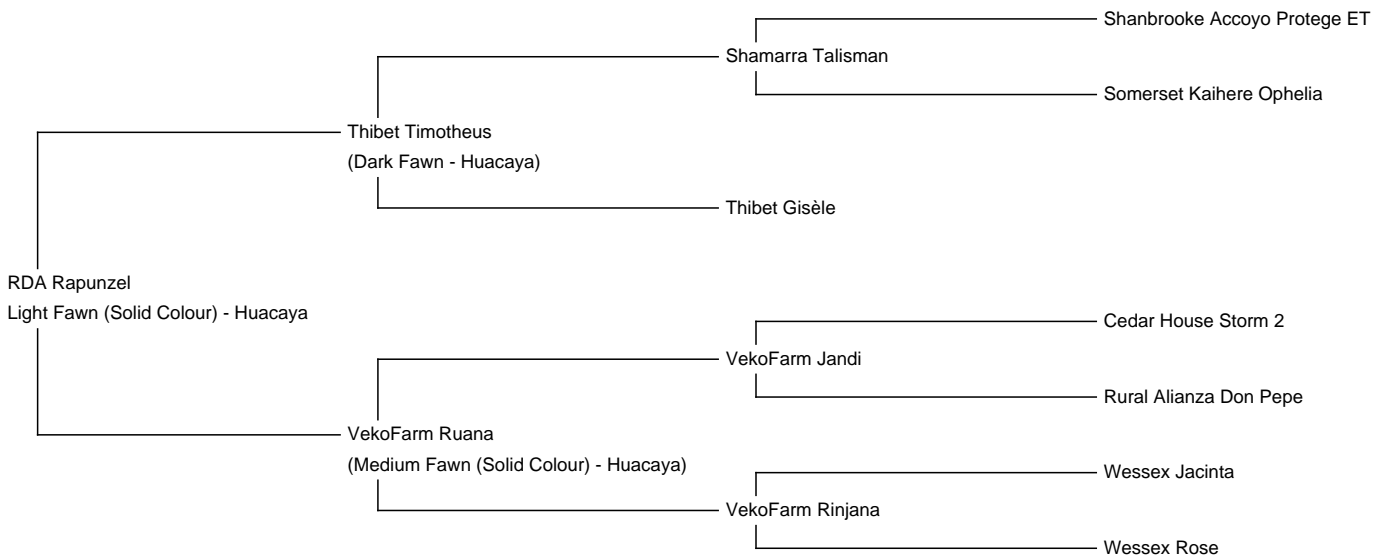 Shanbrooke Accoyo Protege ET
Shamarra Talisman
Somerset Kaihere Ophelia
Thibet Timotheus
(Dark Fawn - Huacaya)
Thibet Gisèle
RDA Rapunzel
Light Fawn (Solid Colour) - Huacaya
Cedar House Storm 2
VekoFarm Jandi
Rural Alianza Don Pepe
VekoFarm Ruana
(Medium Fawn (Solid Colour) - Huacaya)
Wessex Jacinta
VekoFarm Rinjana
Wessex Rose